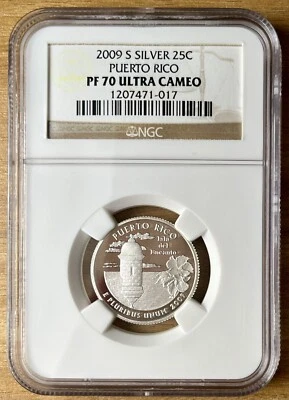 2009 S SILVER 25C
PUERTO RICO
PF 70 ULTRA CAMEO
1207471-017
NGC
PUERTO RICO
Isla
del
Encanto
E PLURIBUS UNUM 2009